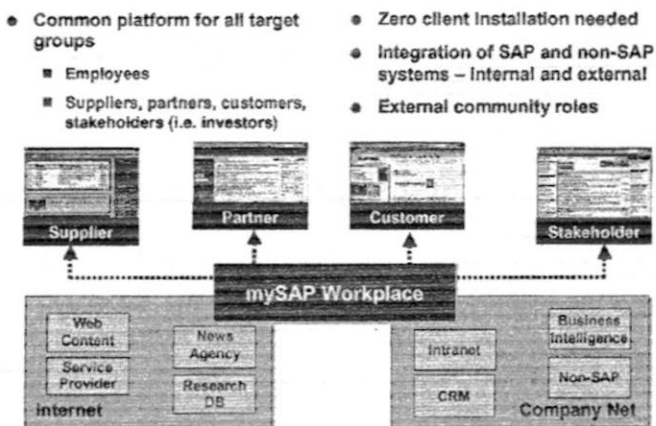 Common platform for all target
groups
Employees
Suppliers, partners, customers,
stakeholders (i.e. investors)
Zero client installation needed
Integration of SAP and non-SAP
systems – internal and external
External community roles
Supplier
Partner
Customer
Stakeholder
mySAP Workplace
Web
Content
Service
Provider
News
Agency
Research
DB
Internet
Intranet
CRM
Business
Intelligence
Non-SAP
Company Net